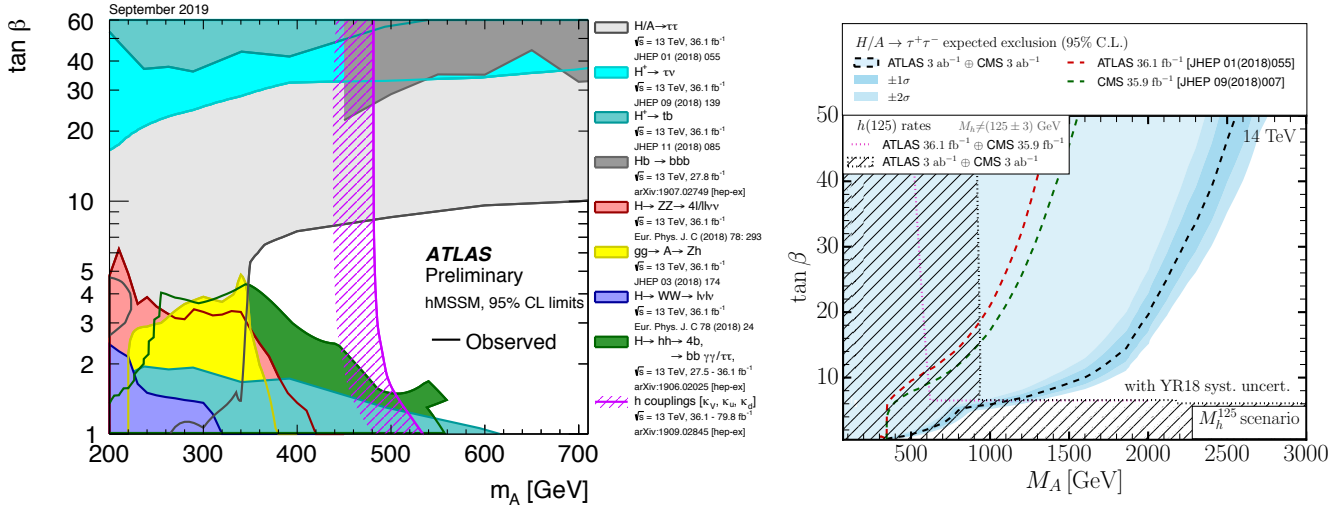 September 2019
tan β
60
40
30
20
10
5
4
3
2
1
200
300
400
500
600
700
m_A [GeV]
ATLAS
Preliminary
hMSSM, 95% CL limits
Observed
H/A→ττ
√s = 13 TeV, 36.1 fb⁻¹
JHEP 01 (2018) 055
H⁺→ τν
√s = 13 TeV, 36.1 fb⁻¹
JHEP 09 (2018) 139
H⁺→ tb
√s = 13 TeV, 36.1 fb⁻¹
JHEP 11 (2018) 085
Hb → bbb
√s = 13 TeV, 27.8 fb⁻¹
arXiv:1907.02749 [hep-ex]
H→ ZZ→ 4l/llνν
√s = 13 TeV, 36.1 fb⁻¹
Eur. Phys. J. C (2018) 78: 293
gg→ A→ Zh
√s = 13 TeV, 36.1 fb⁻¹
JHEP 03 (2018) 174
H→ WW→ lνlν
√s = 13 TeV, 36.1 fb⁻¹
Eur. Phys. J. C 78 (2018) 24
H→ hh→ 4b,
→ bb γγ/ττ,
√s = 13 TeV, 27.5 - 36.1 fb⁻¹
arXiv:1906.02025 [hep-ex]
h couplings [κ_V, κ_u, κ_d]
√s = 13 TeV, 36.1 - 79.8 fb⁻¹
arXiv:1909.02845 [hep-ex]
H/A → τ⁺τ⁻ expected exclusion (95% C.L.)
ATLAS 3 ab⁻¹ ⊕ CMS 3 ab⁻¹
±1σ
±2σ
ATLAS 36.1 fb⁻¹ [JHEP 01(2018)055]
CMS 35.9 fb⁻¹ [JHEP 09(2018)007]
h(125) rates M_h≠(125 ± 3) GeV
ATLAS 36.1 fb⁻¹ ⊕ CMS 35.9 fb⁻¹
ATLAS 3 ab⁻¹ ⊕ CMS 3 ab⁻¹
14 TeV
tan β
50
40
30
20
10
with YR18 syst. uncert.
M_h^125 scenario
500
1000
1500
2000
2500
3000
M_A [GeV]